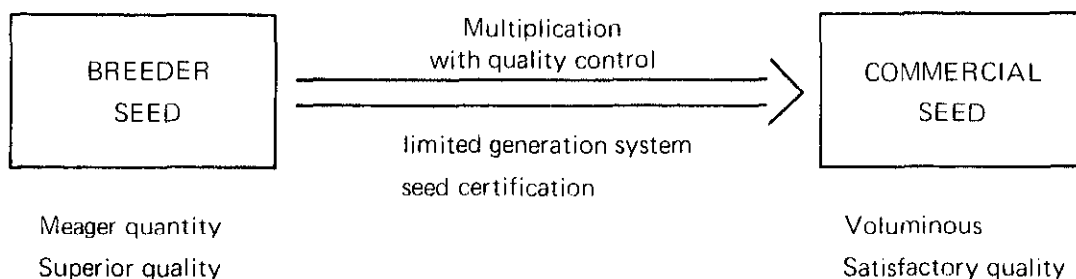 BREEDER
SEED
Multiplication
with quality control
limited generation system
seed certification
COMMERCIAL
SEED
Meager quantity
Superior quality
Voluminous
Satisfactory quality